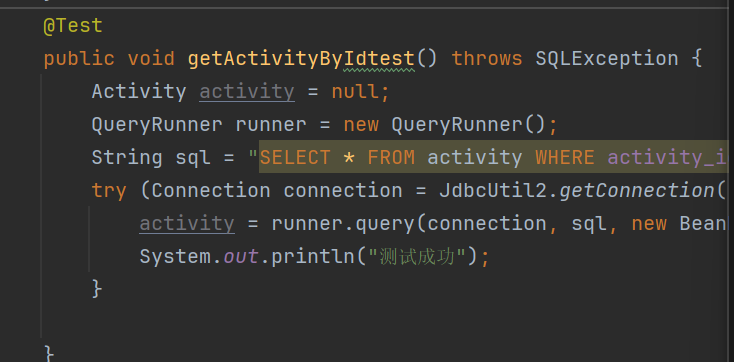 @Test
public void getActivityByIdtest() throws SQLException {
Activity activity = null;
QueryRunner runner = new QueryRunner();
String sql = "SELECT * FROM activity WHERE activity_i
try (Connection connection = JdbcUtil2.getConnection(
activity = runner.query(connection, sql, new Bean
System.out.println("测试成功");
}
}